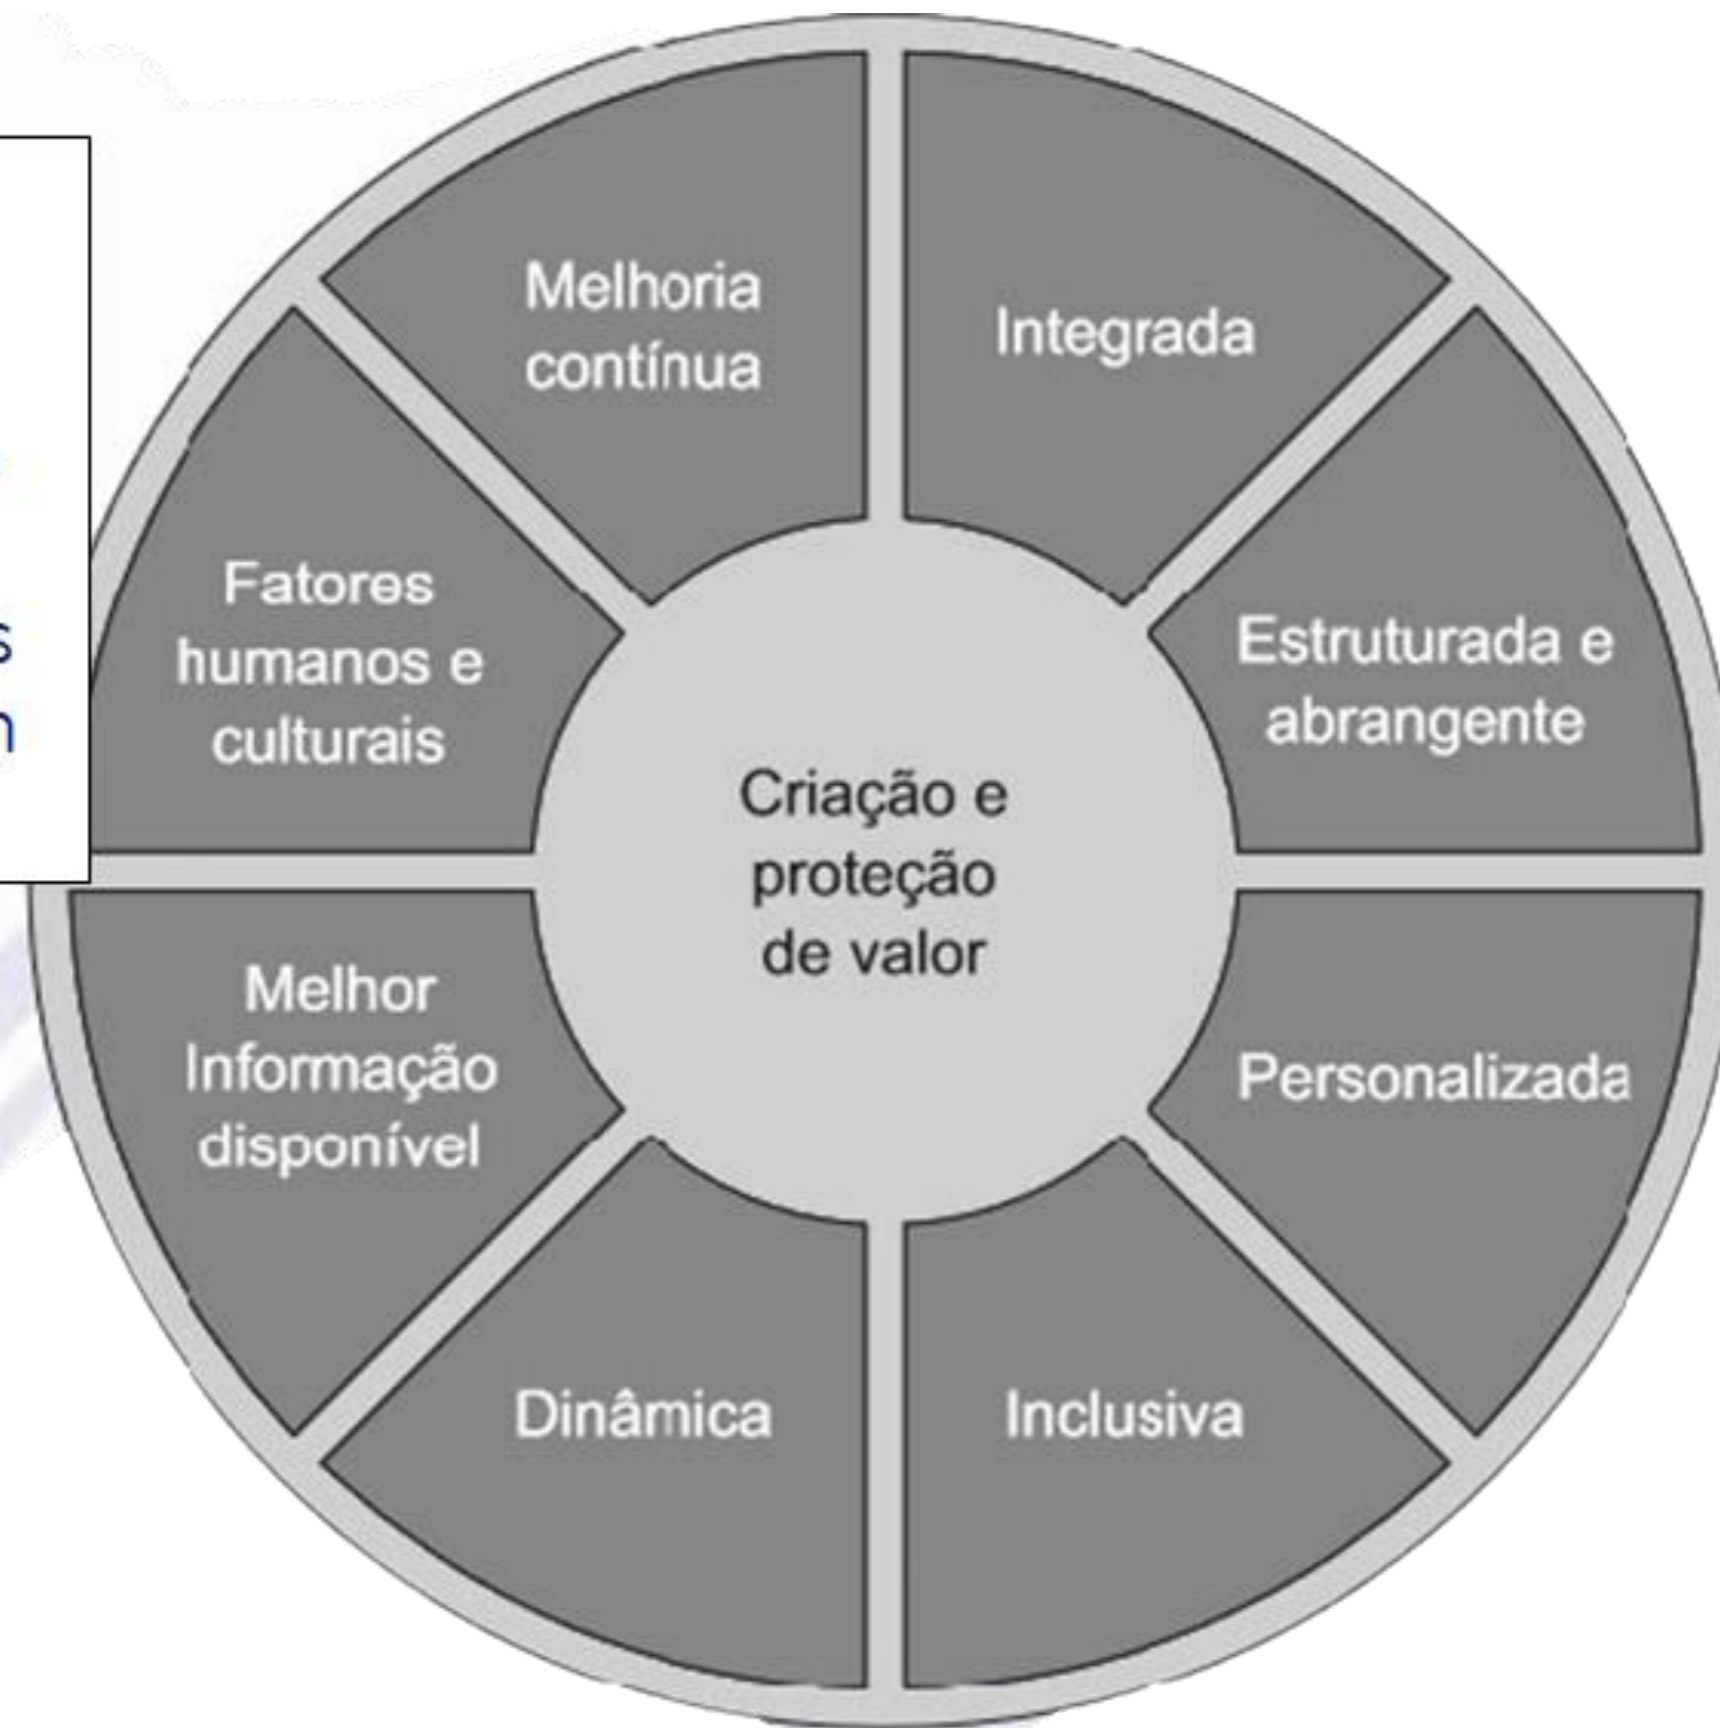 Melhoria
contínua
Integrada
Estruturada e
abrangente
Personalizada
Inclusiva
Dinâmica
Melhor
Informação
disponível
Fatores
humanos e
culturais
Criação e
proteção
de valor